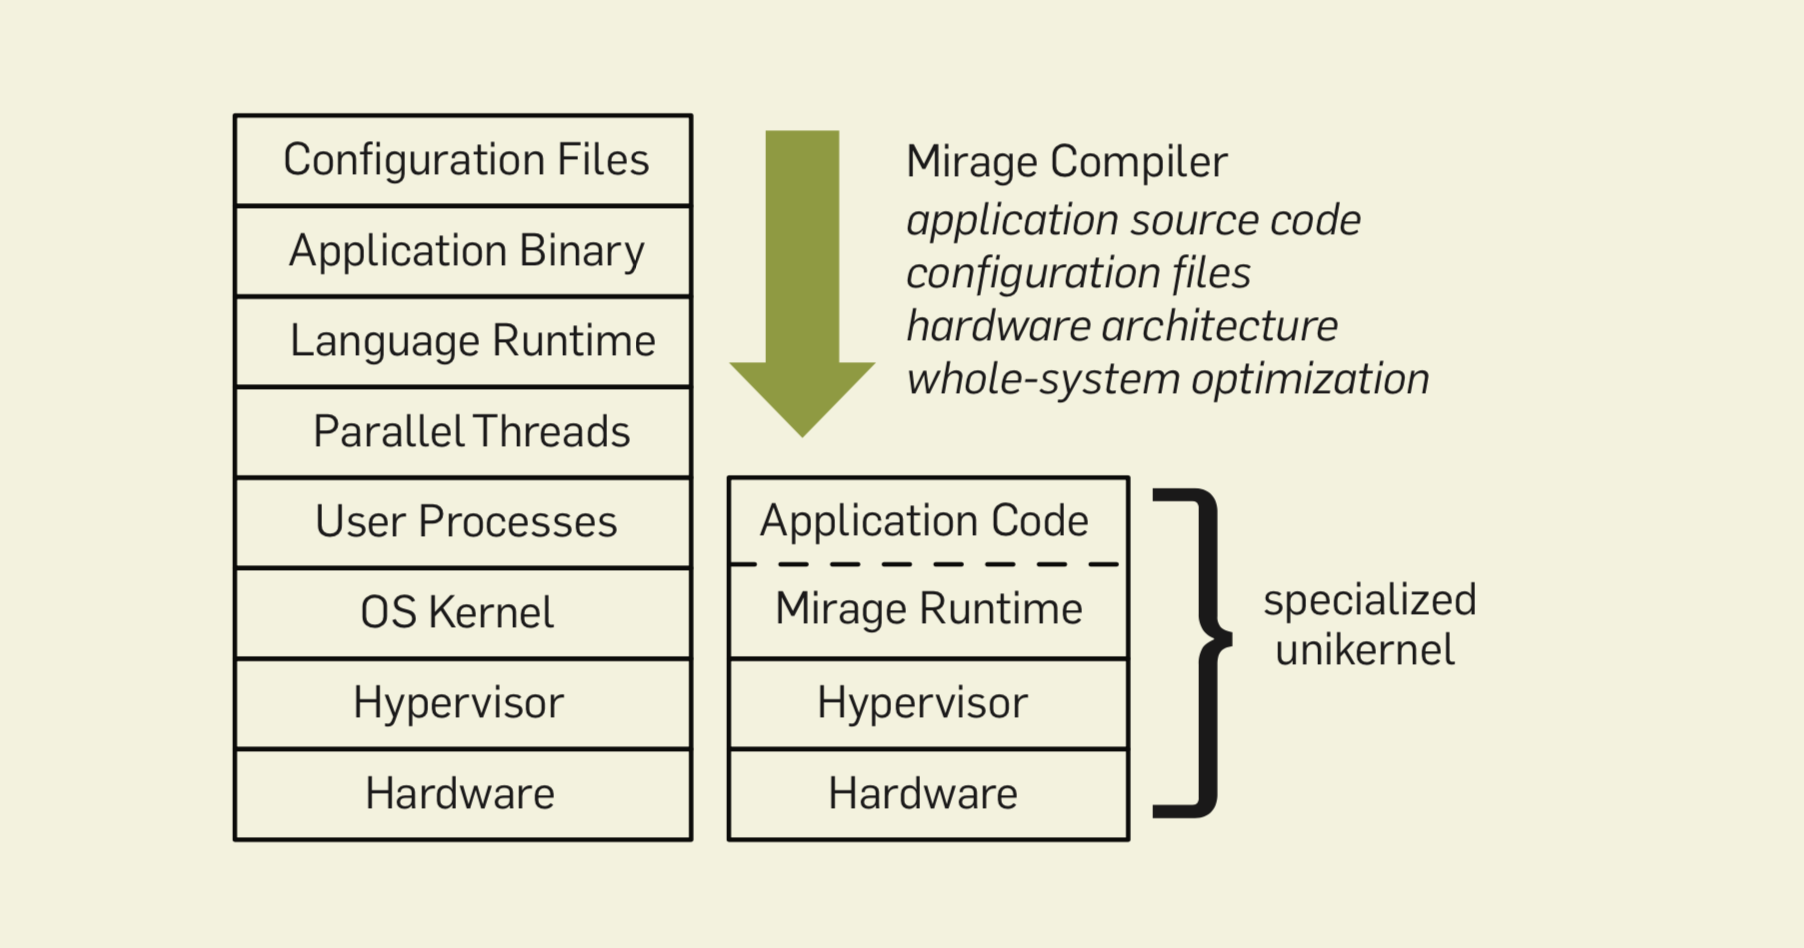 Configuration Files
Application Binary
Language Runtime
Parallel Threads
User Processes
OS Kernel
Hypervisor
Hardware
Mirage Compiler
application source code
configuration files
hardware architecture
whole-system optimization
Application Code
Mirage Runtime
Hypervisor
Hardware
specialized
unikernel